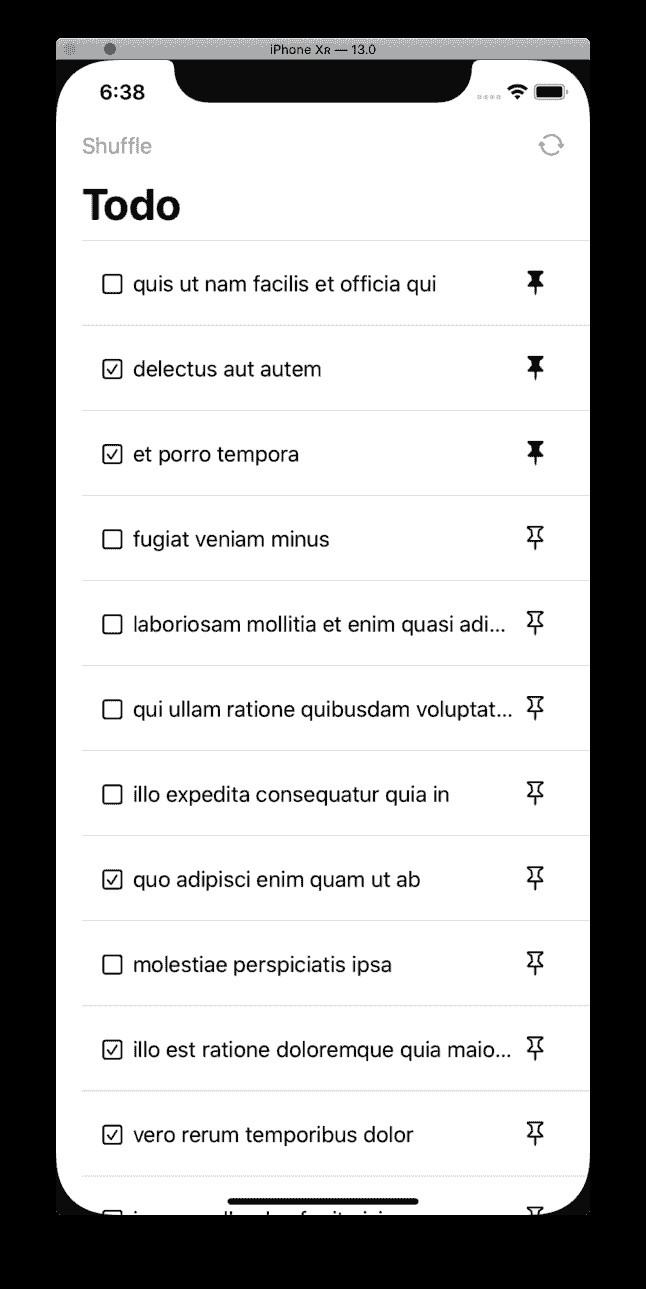 iPhone Xʀ — 13.0
6:38
Shuffle
Todo
quis ut nam facilis et officia qui
delectus aut autem
et porro tempora
fugiat veniam minus
laboriosam mollitia et enim quasi adi...
qui ullam ratione quibusdam voluptat...
illo expedita consequatur quia in
quo adipisci enim quam ut ab
molestiae perspiciatis ipsa
illo est ratione doloremque quia maio...
vero rerum temporibus dolor